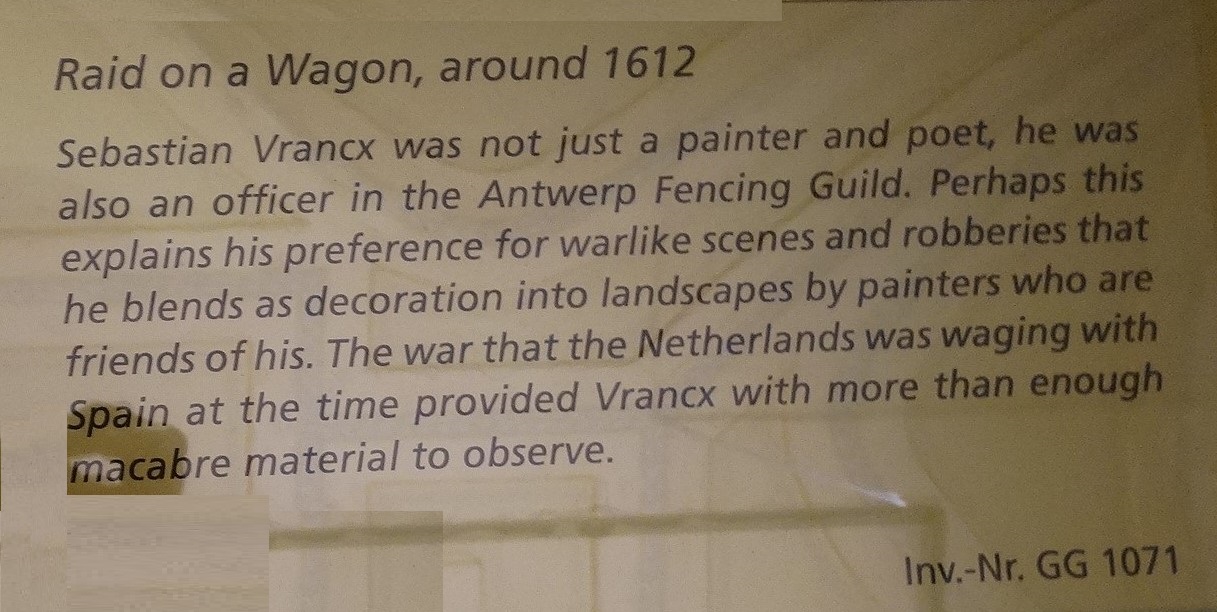 Raid on a Wagon, around 1612
Sebastian Vrancx was not just a painter and poet, he was
also an officer in the Antwerp Fencing Guild. Perhaps this
explains his preference for warlike scenes and robberies that
he blends as decoration into landscapes by painters who are
friends of his. The war that the Netherlands was waging with
Spain at the time provided Vrancx with more than enough
macabre material to observe.
Inv.-Nr. GG 1071